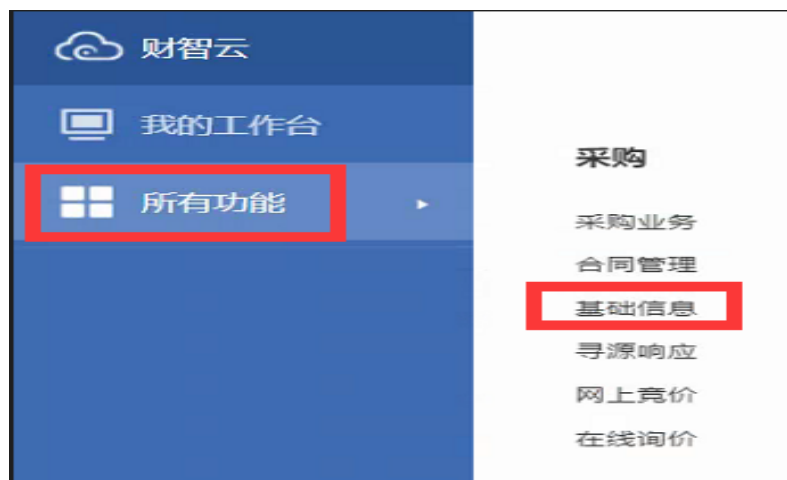 财智云
我的工作台
所有功能
采购
采购业务
合同管理
基础信息
寻源响应
网上竞价
在线询价